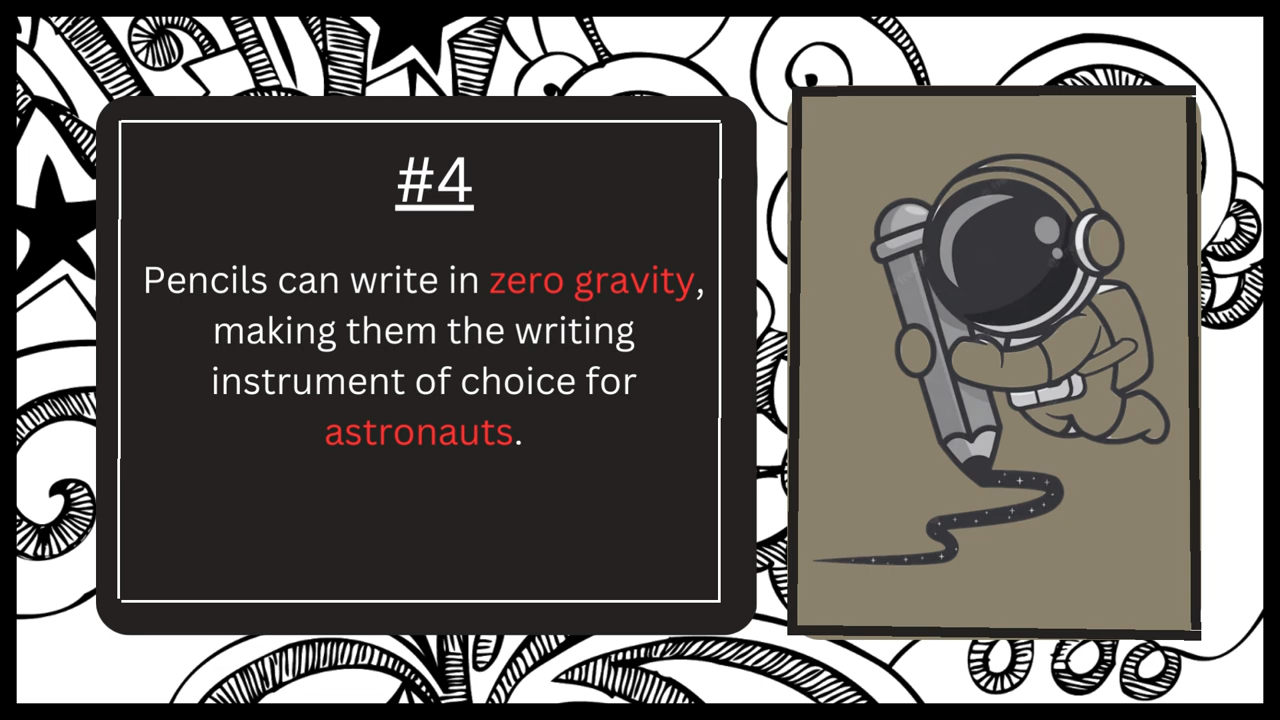 #4
Pencils can write in zero gravity,
making them the writing
instrument of choice for
astronauts.